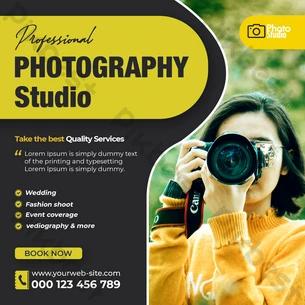 Professional
PHOTOGRAPHY
Studio
Photo
Studio
Take the best Quality Services
“ Lorem Ipsum is simply dummy text of
the printing and typesetting
Lorem Ipsum dummy.
Wedding
Fashion shoot
Event coverage
vediography & more
BOOK NOW
www.yourweb-site.com
000 123 456 789
Canon